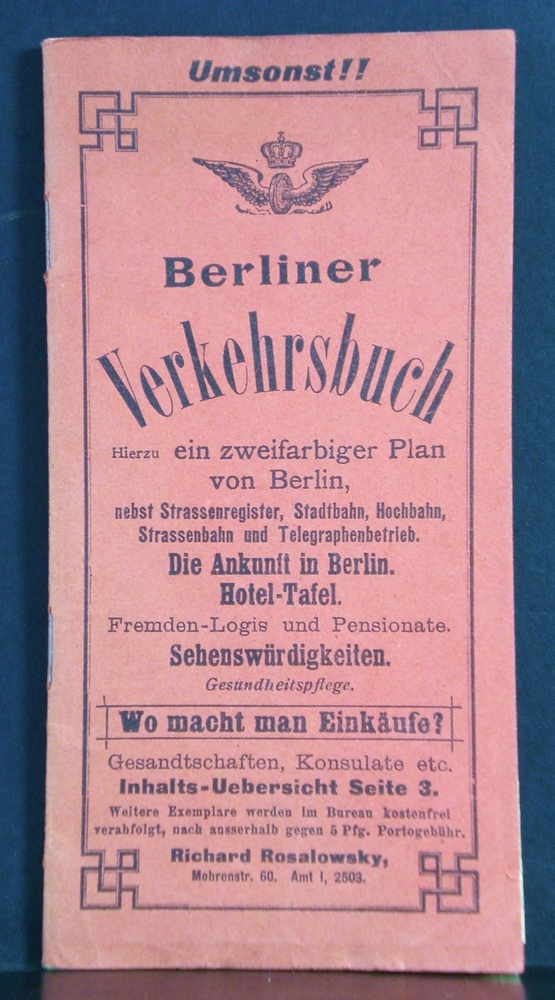 Umsonst!!
Berliner
Verkehrsbuch
Hierzu ein zweifarbiger Plan
von Berlin,
nebst Strassenregister, Stadtbahn, Hochbahn,
Strassenbahn und Telegraphenbetrieb.
Die Ankunft in Berlin.
Hotel-Tafel.
Fremden-Logis und Pensionate.
Sehenswürdigkeiten.
Gesundheitspflege.
Wo macht man Einkäufe?
Gesandtschaften, Konsulate etc.
Inhalts-Uebersicht Seite 3.
Weitere Exemplare werden im Bureau kostenfrei
verabfolgt, nach ausserhalb gegen 5 Pfg. Portogebühr.
Richard Rosalowsky,
Mohrenstr. 60. Amt I, 2503.